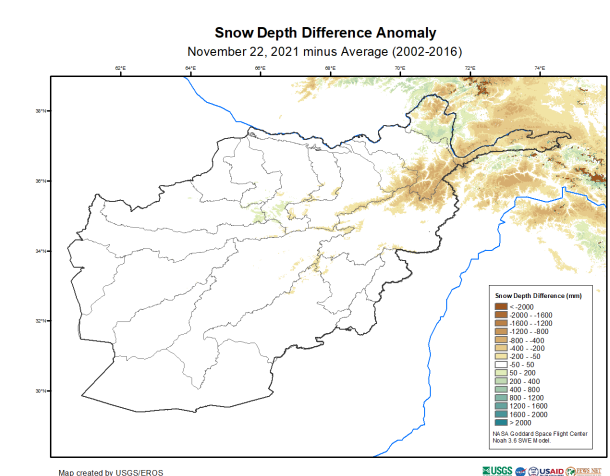 Snow Depth Difference Anomaly
November 22, 2021 minus Average (2002-2016)
62°E
64°E
66°E
68°E
70°E
72°E
74°E
38°N
36°N
34°N
32°N
30°N
Snow Depth Difference (mm)
< -2000
-2000 - -1600
-1600 - -1200
-1200 - -800
-800 - -400
-400 - -200
-200 - -50
-50 - 50
50 - 200
200 - 400
400 - 800
800 - 1200
1200 - 1600
1600 - 2000
> 2000
NASA Goddard Space Flight Center
Noah 3.6 SWE Model.
Map created by USGS/EROS
USGS
USAID
FEWS NET